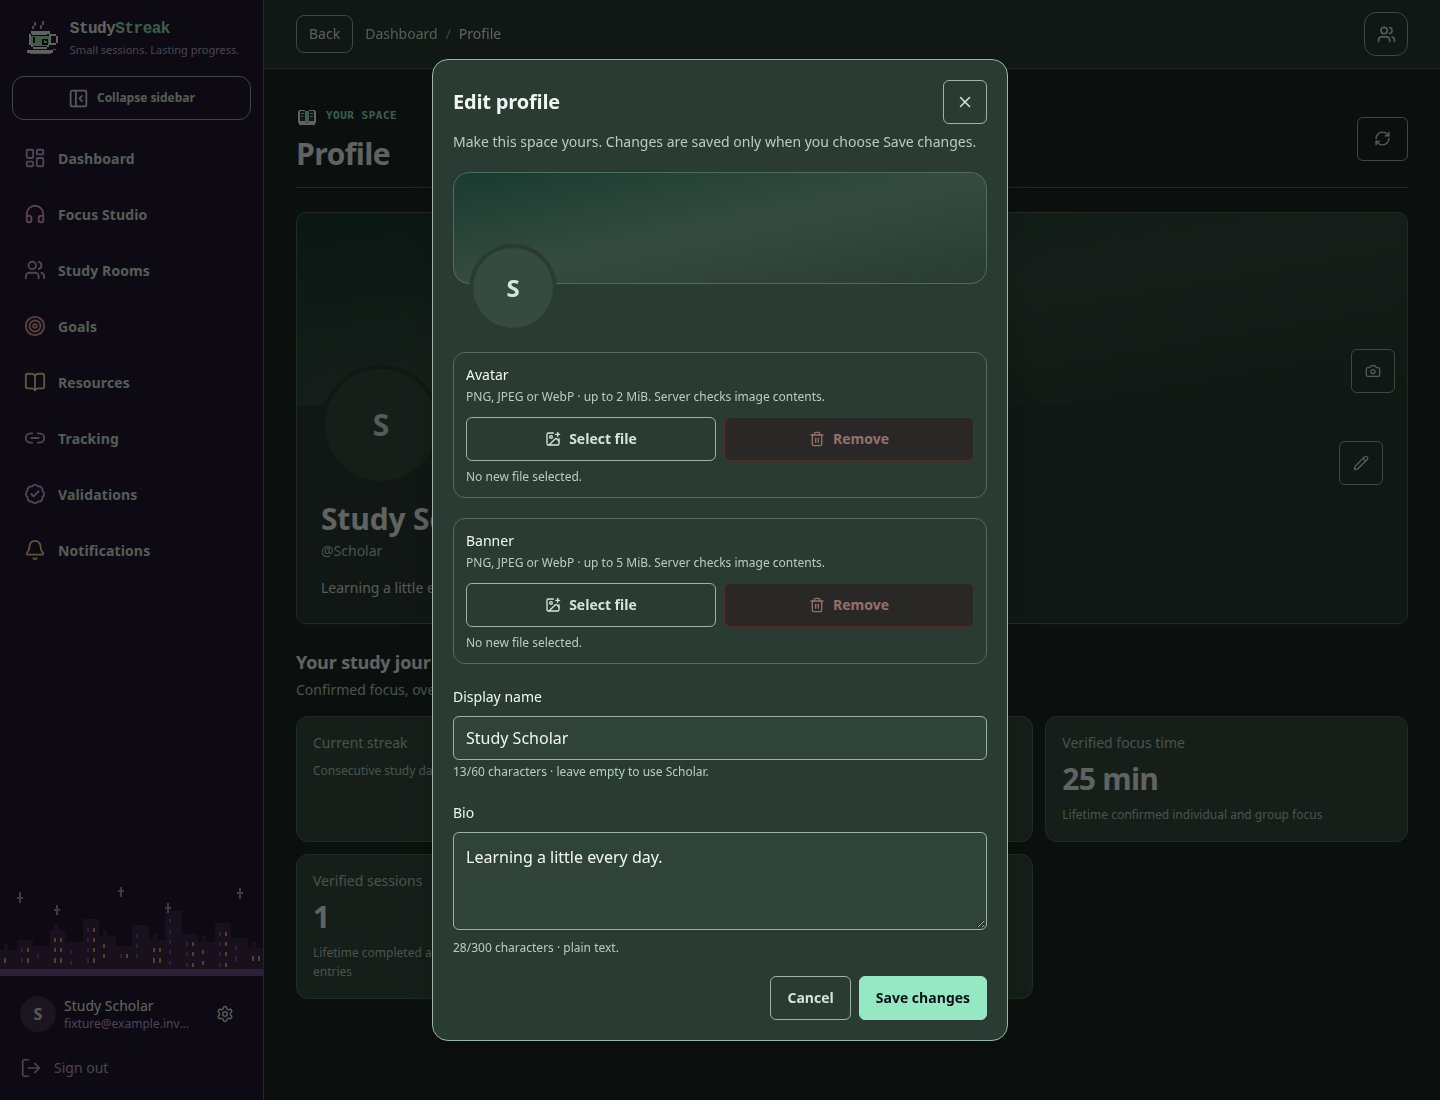 StudyStreak
Small sessions. Lasting progress.
Collapse sidebar
Dashboard
Focus Studio
Study Rooms
Goals
Resources
Tracking
Validations
Notifications
S
Study Scholar
fixture@example.inv...
Sign out
Back
Dashboard / Profile
YOUR SPACE
Profile
S
Study S
@Scholar
Learning a little
Your study jour
Confirmed focus, ove
Current streak
Consecutive study da
Verified focus time
25 min
Lifetime confirmed individual and group focus
Verified sessions
1
Lifetime completed a
entries
Edit profile
Make this space yours. Changes are saved only when you choose Save changes.
S
Avatar
PNG, JPEG or WebP · up to 2 MiB. Server checks image contents.
Select file
Remove
No new file selected.
Banner
PNG, JPEG or WebP · up to 5 MiB. Server checks image contents.
Select file
Remove
No new file selected.
Display name
Study Scholar
13/60 characters · leave empty to use Scholar.
Bio
Learning a little every day.
28/300 characters · plain text.
Cancel
Save changes